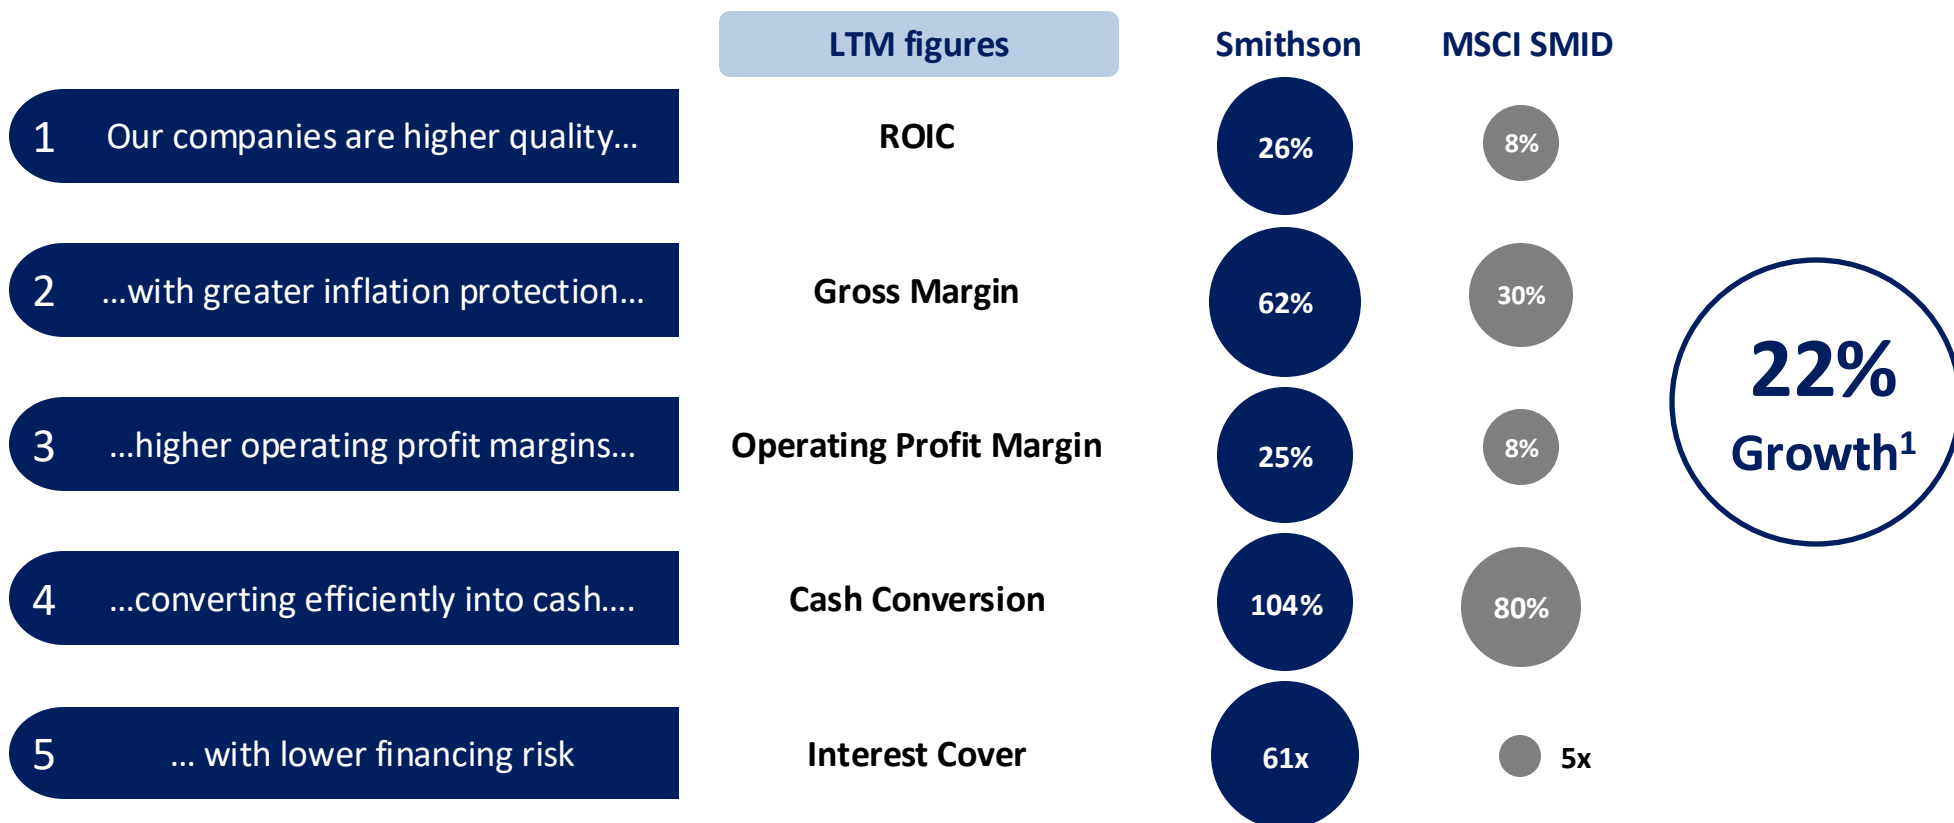 LTM figures Smithson MSCI SMID
1 Our companies are higher quality... ROIC 26% 8%
2 ...with greater inflation protection... Gross Margin 62% 30%
3 ...higher operating profit margins... Operating Profit Margin 25% 8%
4 ...converting efficiently into cash.... Cash Conversion 104% 80%
5 ... with lower financing risk Interest Cover 61x 5x
22%
Growth¹